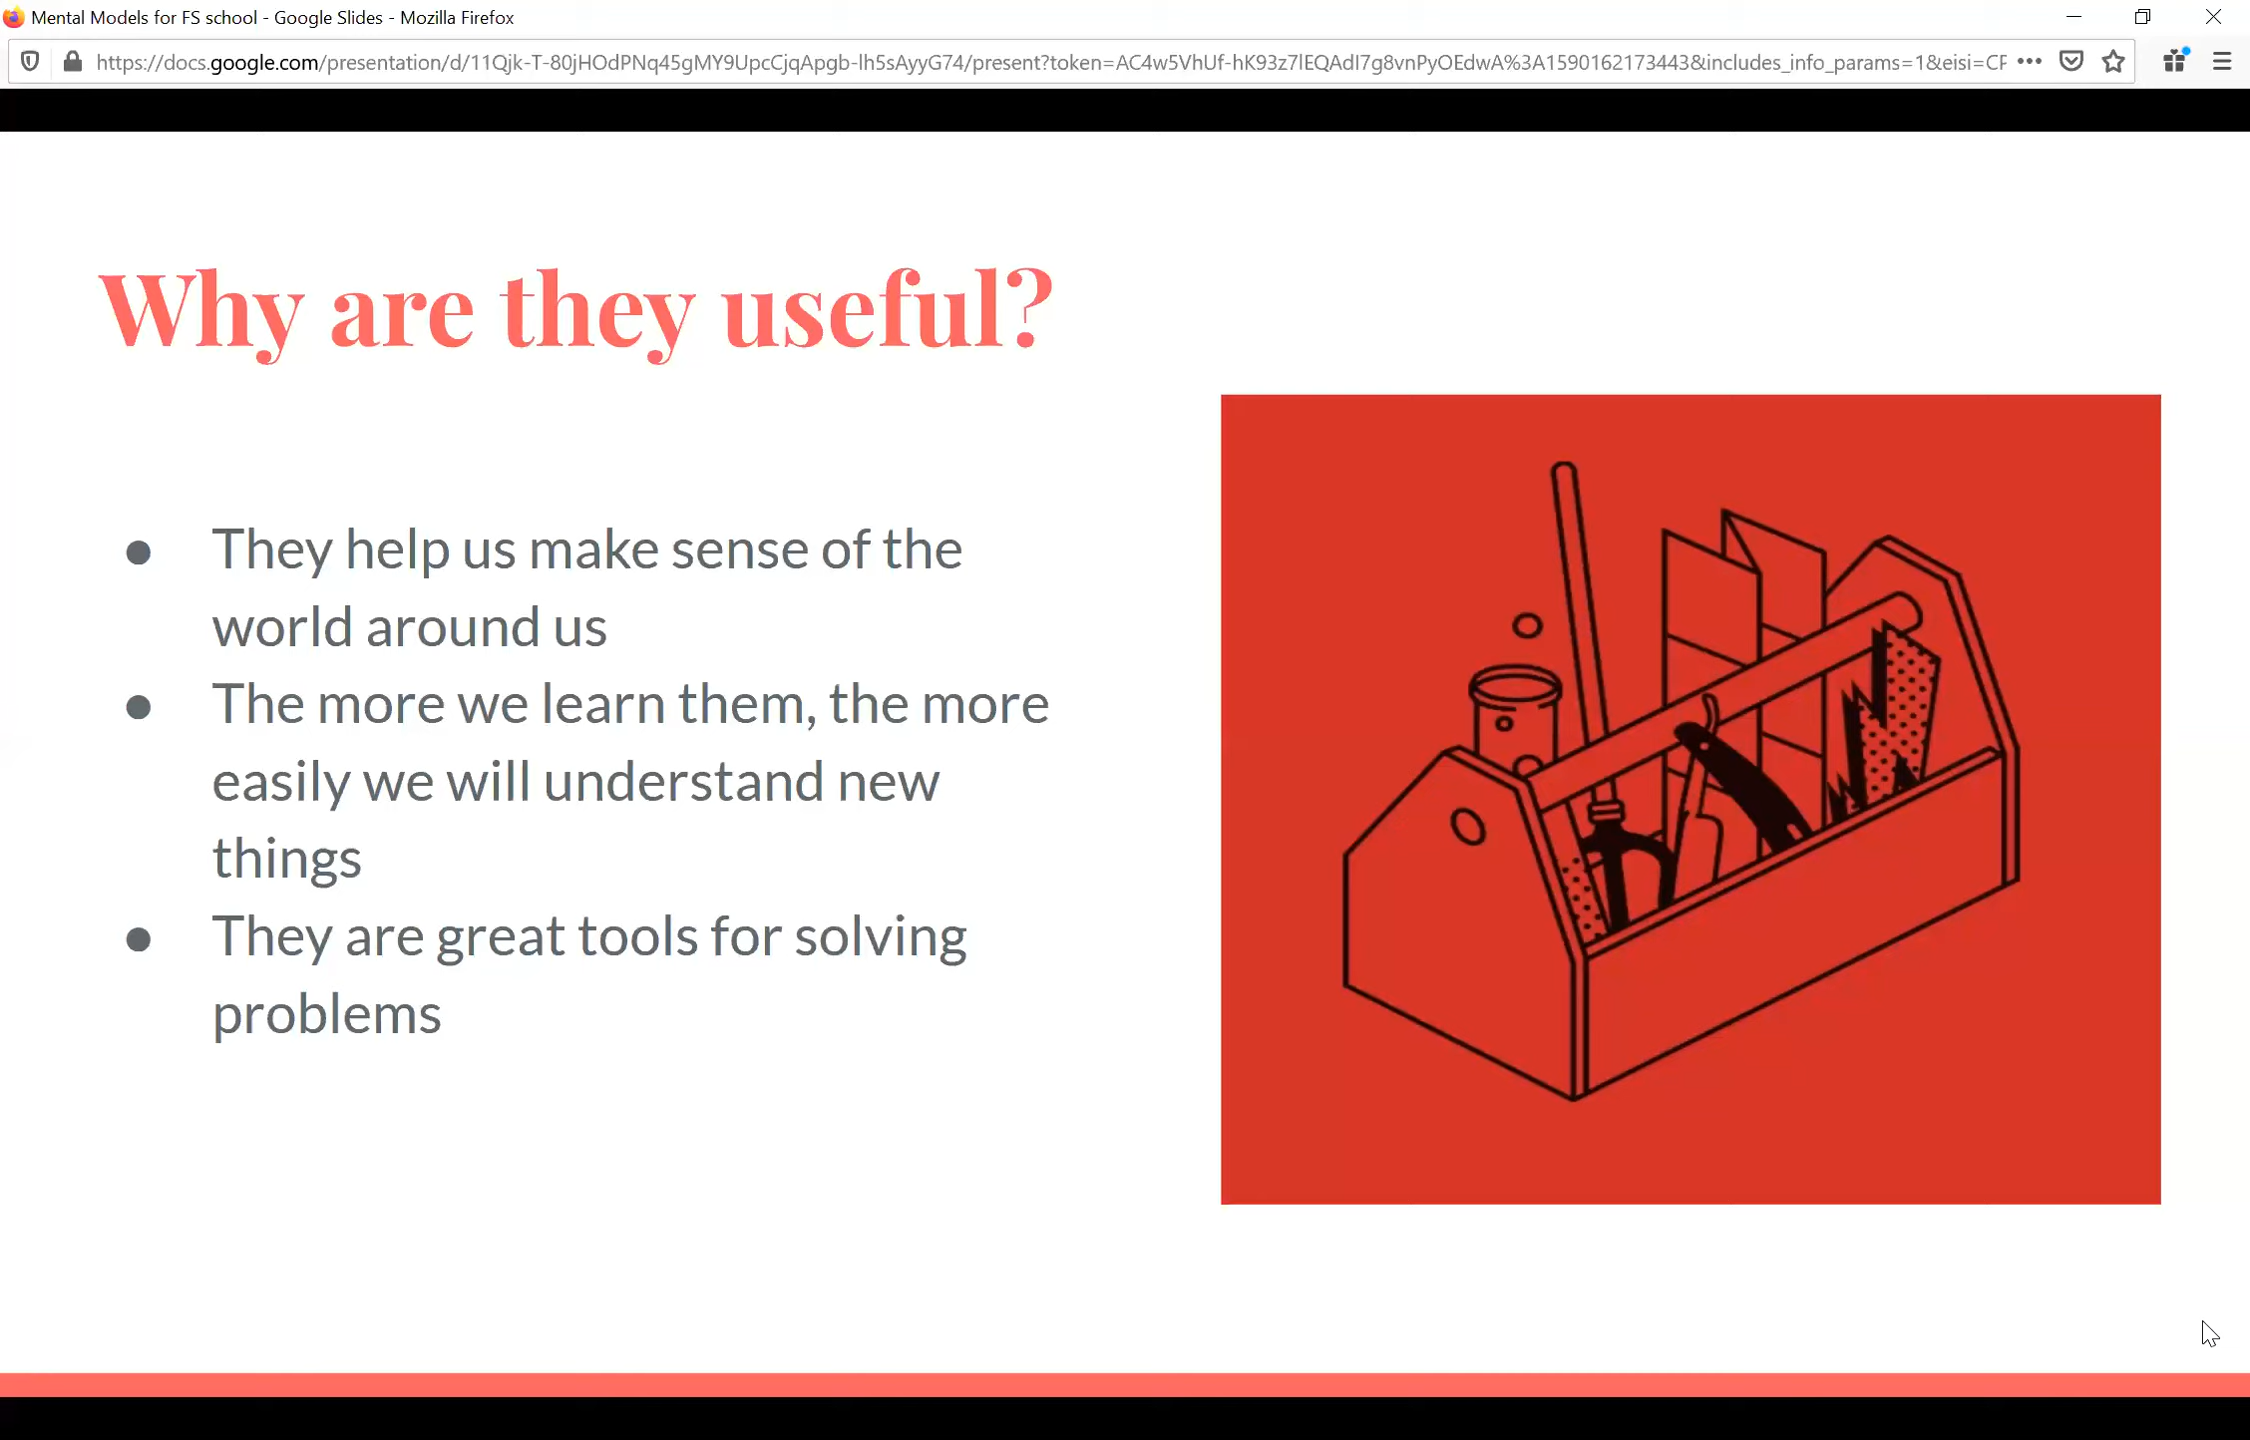 Mental Models for FS school - Google Slides - Mozilla Firefox
https://docs.google.com/presentation/d/11Qjk-T-80jHOdPNq45gMY9UpcCjqApgb-lh5sAyyG74/present?token=AC4w5VhUf-hK93z7lEQAdI7g8vnPyOEdwA%3A1590162173443&includes_info_params=1&eisi=CF
Why are they useful?
● They help us make sense of the
world around us
● The more we learn them, the more
easily we will understand new
things
● They are great tools for solving
problems